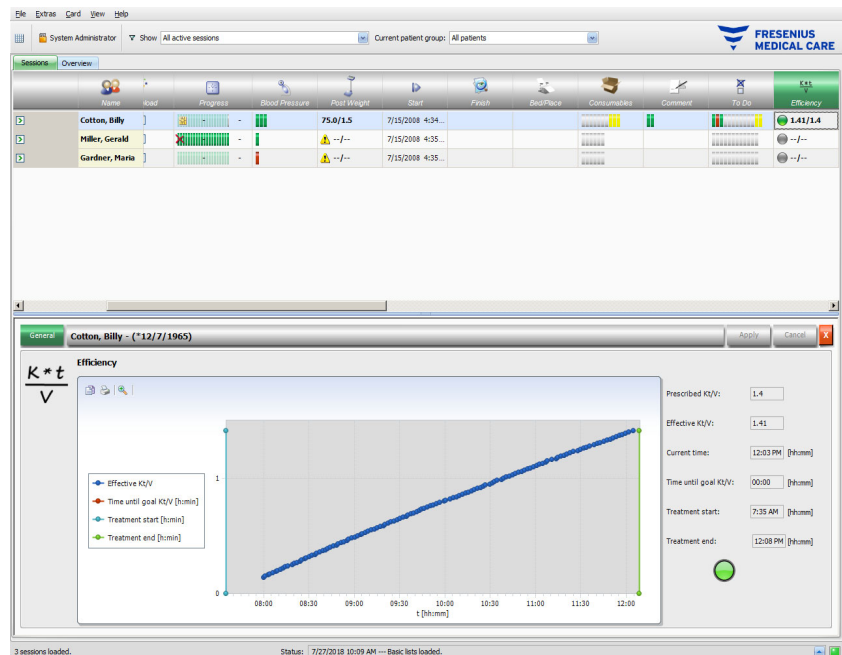 File Extras Card View Help
System Administrator Show All active sessions Current patient group: All patients
FRESENIUS
MEDICAL CARE
Sessions Overview
Name load Progress Blood Pressure Post Weight Start Finish Bed/Place Consumables Comment To Do K*t V Efficiency
Cotton, Billy - - 75.0/1.5 7/15/2008 4:34... 1.41/1.4
Miller, Gerald - - --/-- 7/15/2008 4:35... --/--
Gardner, Maria - - --/-- 7/15/2008 4:35... --/--
General Cotton, Billy - (*12/7/1965) Apply Cancel X
K * t
V
Efficiency
Effective Kt/V
Time until goal Kt/V [h:min]
Treatment start [h:min]
Treatment end [h:min]
1
0
08:00 08:30 09:00 09:30 10:00 10:30 11:00 11:30 12:00
t [hh:mm]
Prescribed Kt/V: 1.4
Effective Kt/V: 1.41
Current time: 12:03 PM [hh:mm]
Time until goal Kt/V: 00:00 [hh:mm]
Treatment start: 7:35 AM [hh:mm]
Treatment end: 12:08 PM [hh:mm]
3 sessions loaded. Status: 7/27/2018 10:09 AM --- Basic lists loaded.